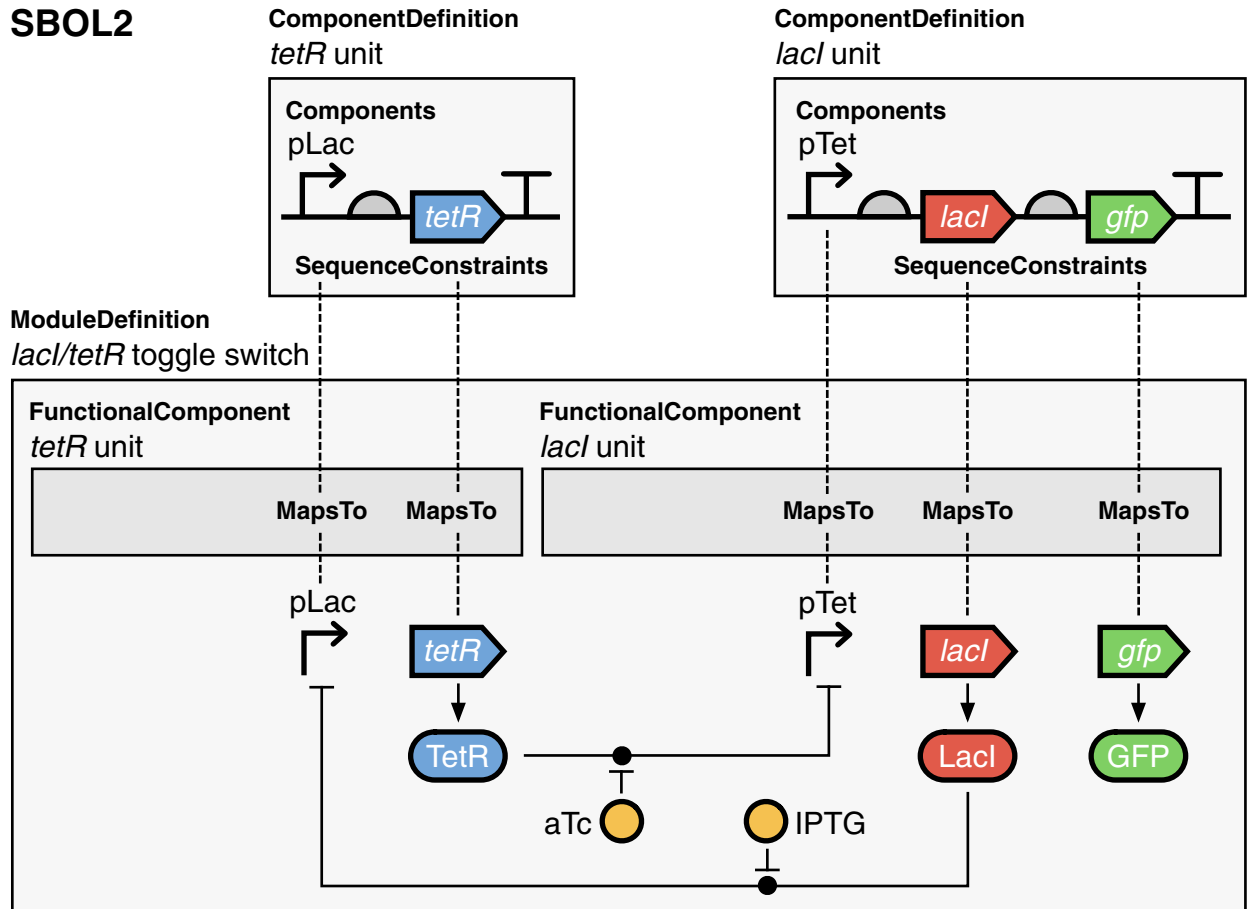 SBOL2
ComponentDefinition
tetR unit
Components
pLac
tetR
SequenceConstraints
ComponentDefinition
lacI unit
Components
pTet
lacI
gfp
SequenceConstraints
ModuleDefinition
lacI/tetR toggle switch
FunctionalComponent
tetR unit
MapsTo MapsTo
FunctionalComponent
lacI unit
MapsTo MapsTo MapsTo
pLac
pTet
tetR
lacI
gfp
TetR
LacI
GFP
aTc
IPTG